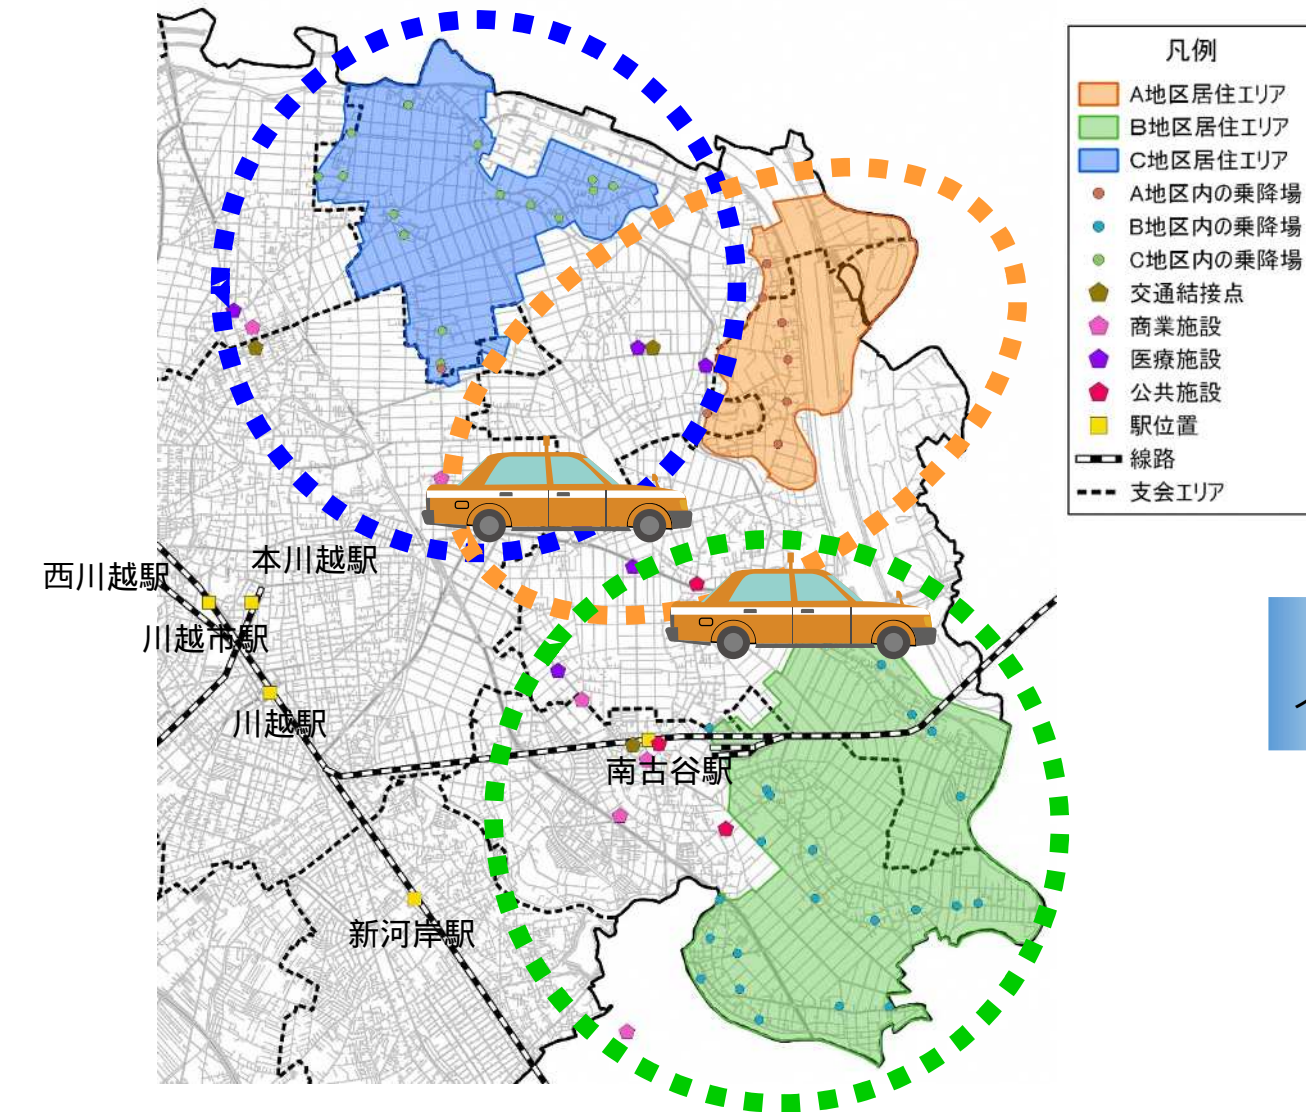 凡例
A地区居住エリア
B地区居住エリア
C地区居住エリア
A地区内の乗降場
B地区内の乗降場
C地区内の乗降場
交通結接点
商業施設
医療施設
公共施設
駅位置
線路
支会エリア
本川越駅
西川越駅
川越市駅
川越駅
南古谷駅
新河岸駅